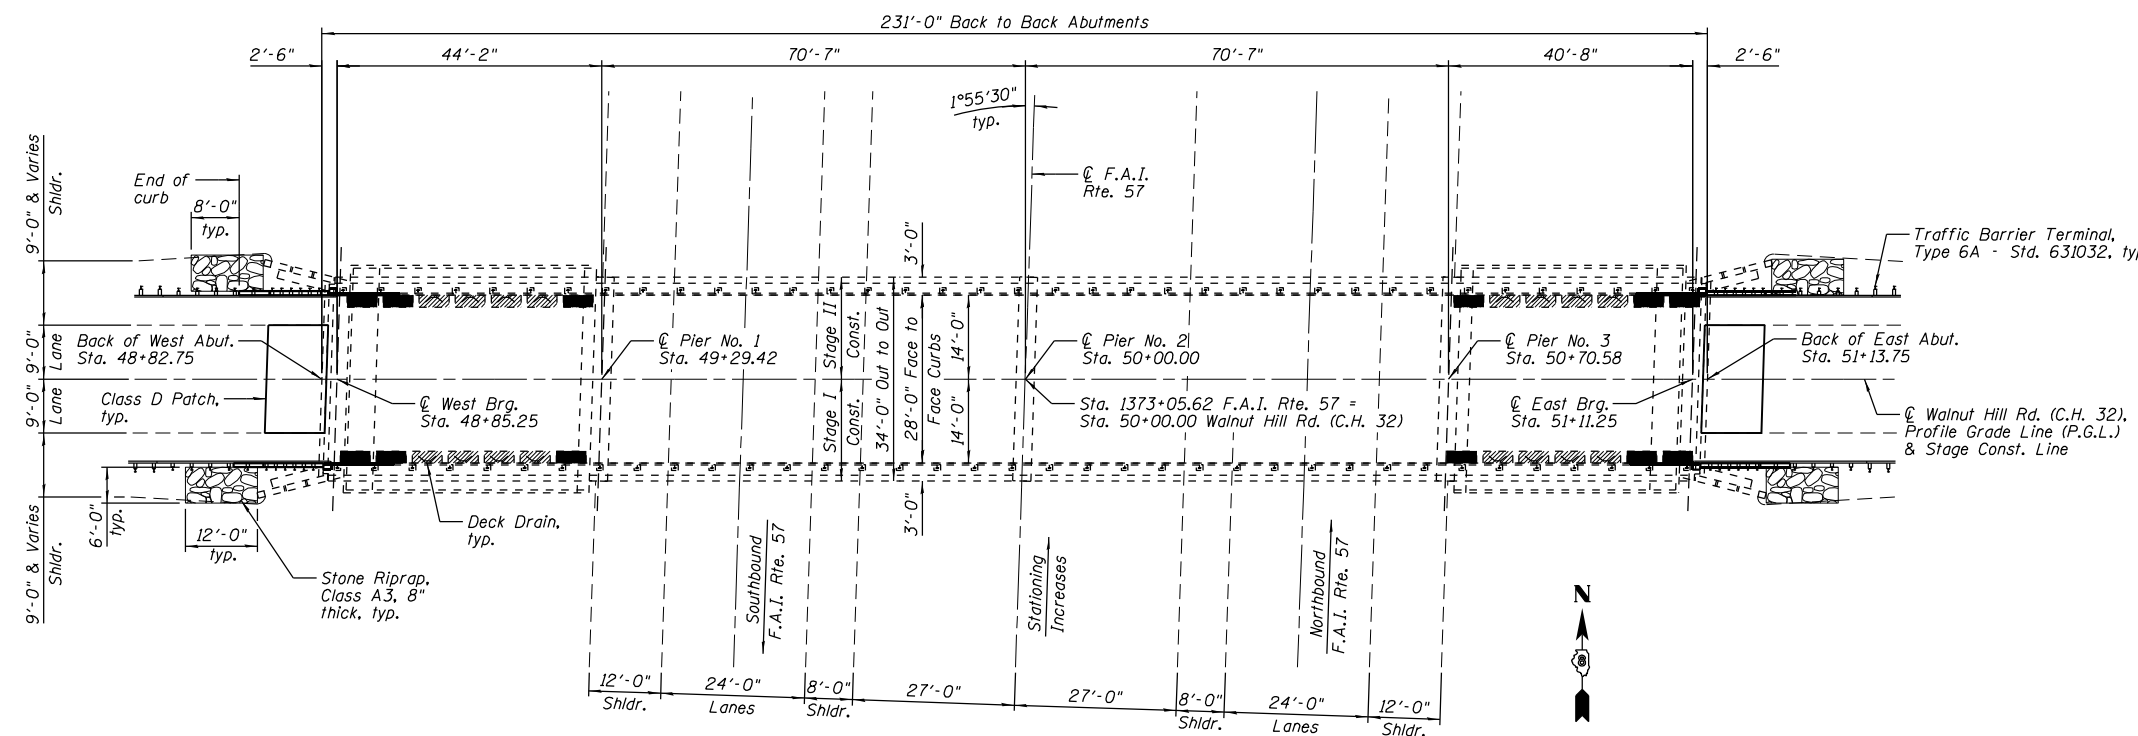 231'-0" Back to Back Abutments
2'-6"
44'-2"
70'-7"
70'-7"
40'-8"
2'-6"
1°55'30"
typ.
℄ F.A.I.
Rte. 57
9'-0" & Varies
Shldr.
End of
curb
8'-0"
typ.
3'-0"
Traffic Barrier Terminal,
Type 6A - Std. 631032, typ
9'-0"
Lane
Back of West Abut.
Sta. 48+82.75
℄ Pier No. 1
Sta. 49+29.42
Stage II
Const.
34'-0" Out to Out
28'-0" Face to
Face Curbs
14'-0"
℄ Pier No. 2
Sta. 50+00.00
℄ Pier No. 3
Sta. 50+70.58
Back of East Abut.
Sta. 51+13.75
9'-0"
Lane
Class D Patch,
typ.
℄ West Brg.
Sta. 48+85.25
Stage I
Const.
14'-0"
Sta. 1373+05.62 F.A.I. Rte. 57 =
Sta. 50+00.00 Walnut Hill Rd. (C.H. 32)
℄ East Brg.
Sta. 51+11.25
℄ Walnut Hill Rd. (C.H. 32),
Profile Grade Line (P.G.L.)
& Stage Const. Line
9'-0" & Varies
Shldr.
6'-0"
typ.
12'-0"
typ.
Deck Drain,
typ.
Stone Riprap,
Class A3, 8"
thick, typ.
3'-0"
Southbound
F.A.I. Rte. 57
Stationing
Increases
Northbound
F.A.I. Rte. 57
N
12'-0"
Shldr.
24'-0"
Lanes
8'-0"
Shldr.
27'-0"
27'-0"
8'-0"
Shldr.
24'-0"
Lanes
12'-0"
Shldr.